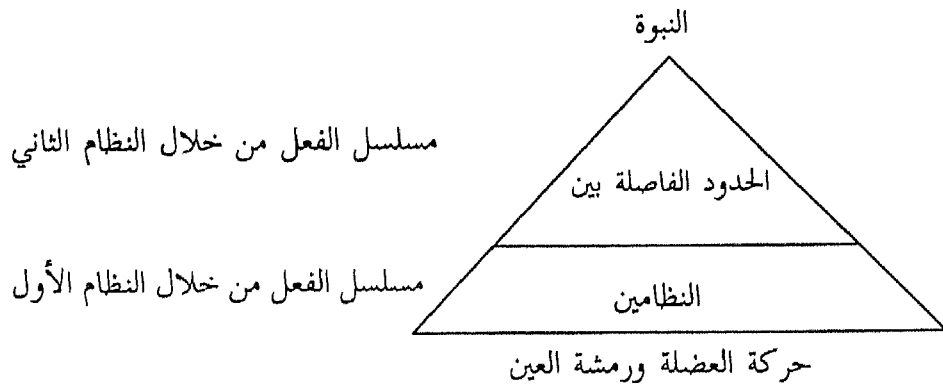 النبوة
مسلسل الفعل من خلال النظام الثاني
الحدود الفاصلة بين
مسلسل الفعل من خلال النظام الأول
النظامين
حركة العضلة ورمشة العين